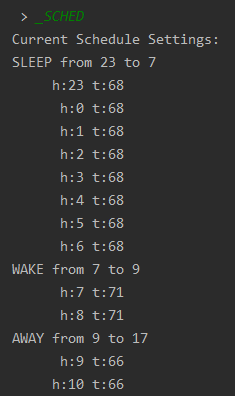 > _SCHED
Current Schedule Settings:
SLEEP from 23 to 7
h:23 t:68
h:0 t:68
h:1 t:68
h:2 t:68
h:3 t:68
h:4 t:68
h:5 t:68
h:6 t:68
WAKE from 7 to 9
h:7 t:71
h:8 t:71
AWAY from 9 to 17
h:9 t:66
h:10 t:66